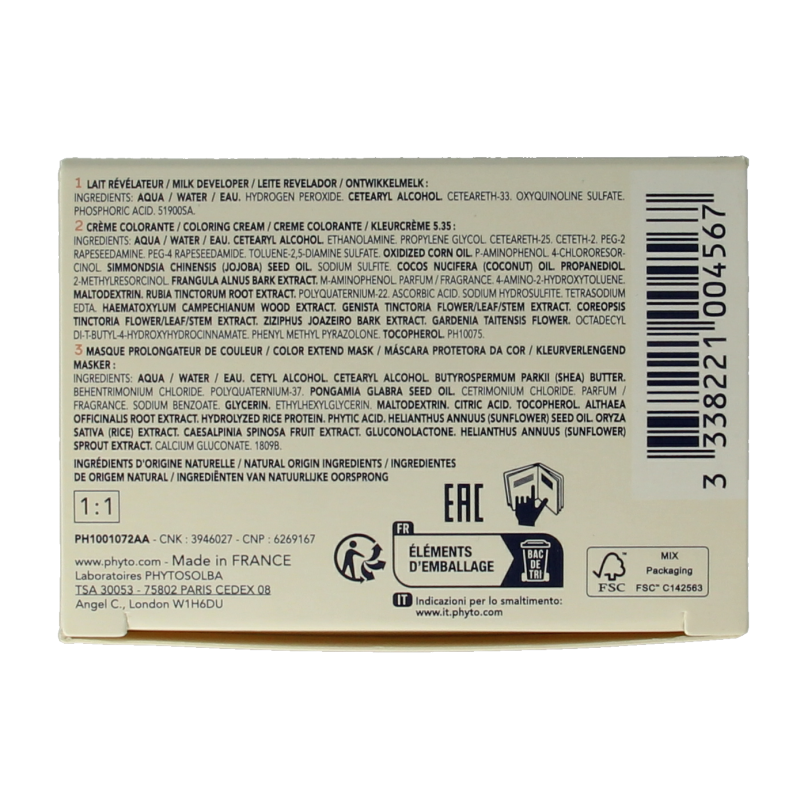 1 LAIT RÉVÉLATEUR / MILK DEVELOPER / LEITE REVELADOR / ONTWIKKELMELK :
INGREDIENTS: AQUA / WATER / EAU. HYDROGEN PEROXIDE. CETEARYL ALCOHOL. CETEARETH-33. OXYQUINOLINE SULFATE.
PHOSPHORIC ACID. 51900SA.
2 CRÈME COLORANTE / COLORING CREAM / CREME COLORANTE / KLEURCRÈME 5.35 :
INGREDIENTS: AQUA / WATER / EAU. CETEARYL ALCOHOL. ETHANOLAMINE. PROPYLENE GLYCOL. CETEARETH-25. CETETH-2. PEG-2
RAPESEEDAMINE. PEG-4 RAPESEEDAMIDE. TOLUENE-2,5-DIAMINE SULFATE. OXIDIZED CORN OIL. P-AMINOPHENOL. 4-CHLORORESOR-
CINOL. SIMMONDSIA CHINENSIS (JOJOBA) SEED OIL. SODIUM SULFITE. COCOS NUCIFERA (COCONUT) OIL. PROPANEDIOL.
2-METHYLRESORCINOL. FRANGULA ALNUS BARK EXTRACT. M-AMINOPHENOL. PARFUM / FRAGRANCE. 4-AMINO-2-HYDROXYTOLUENE.
MALTODEXTRIN. RUBIA TINCTORUM ROOT EXTRACT. POLYQUATERNIUM-22. ASCORBIC ACID. SODIUM HYDROSULFITE. TETRASODIUM
EDTA. HAEMATOXYLUM CAMPECHIANUM WOOD EXTRACT. GENISTA TINCTORIA FLOWER/LEAF/STEM EXTRACT. COREOPSIS
TINCTORIA FLOWER/LEAF/STEM EXTRACT. ZIZIPHUS JOAZEIRO BARK EXTRACT. GARDENIA TAITENSIS FLOWER. OCTADECYL
DI-T-BUTYL-4-HYDROXYHYDROCINNAMATE. PHENYL METHYL PYRAZOLONE. TOCOPHEROL. PH10075.
3 MASQUE PROLONGATEUR DE COULEUR / COLOR EXTEND MASK / MÁSCARA PROTETORA DA COR / KLEURVERLENGEND
MASKER :
INGREDIENTS: AQUA / WATER / EAU. CETYL ALCOHOL. CETEARYL ALCOHOL. BUTYROSPERMUM PARKII (SHEA) BUTTER.
BEHENTRIMONIUM CHLORIDE. POLYQUATERNIUM-37. PONGAMIA GLABRA SEED OIL. CETRIMONIUM CHLORIDE. PARFUM /
FRAGRANCE. SODIUM BENZOATE. GLYCERIN. ETHYLHEXYLGLYCERIN. MALTODEXTRIN. CITRIC ACID. TOCOPHEROL. ALTHAEA
OFFICINALIS ROOT EXTRACT. HYDROLYZED RICE PROTEIN. PHYTIC ACID. HELIANTHUS ANNUUS (SUNFLOWER) SEED OIL. ORYZA
SATIVA (RICE) EXTRACT. CAESALPINIA SPINOSA FRUIT EXTRACT. GLUCONOLACTONE. HELIANTHUS ANNUUS (SUNFLOWER)
SPROUT EXTRACT. CALCIUM GLUCONATE. 1809B.
INGRÉDIENTS D'ORIGINE NATURELLE / NATURAL ORIGIN INGREDIENTS / INGREDIENTES
DE ORIGEM NATURAL / INGREDIËNTEN VAN NATUURLIJKE OORSPRONG
1:1
EAC
PH1001072AA - CNK : 3946027 - CNP : 6269167
www.phyto.com - Made in FRANCE
Laboratoires PHYTOSOLBA
TSA 30053 - 75802 PARIS CEDEX 08
Angel C., London W1H6DU
FR
ÉLÉMENTS
D'EMBALLAGE
BAC
DE
TRI
IT Indicazioni per lo smaltimento:
www.it.phyto.com
FSC
MIX
Packaging
FSC™ C142563
3 338221 004567